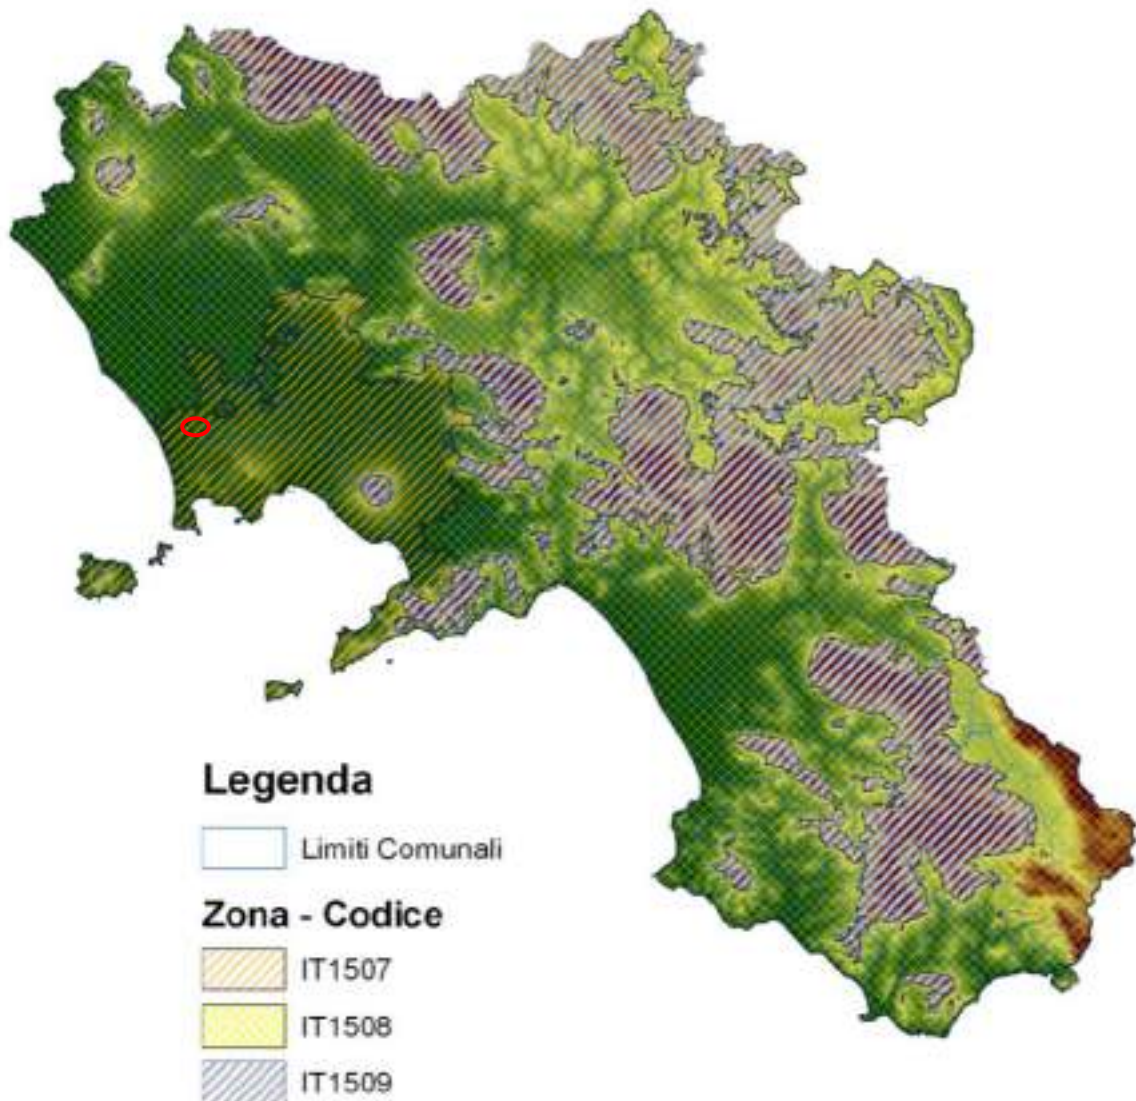 Legenda
Limiti Comunali
Zona - Codice
IT1507
IT1508
IT1509